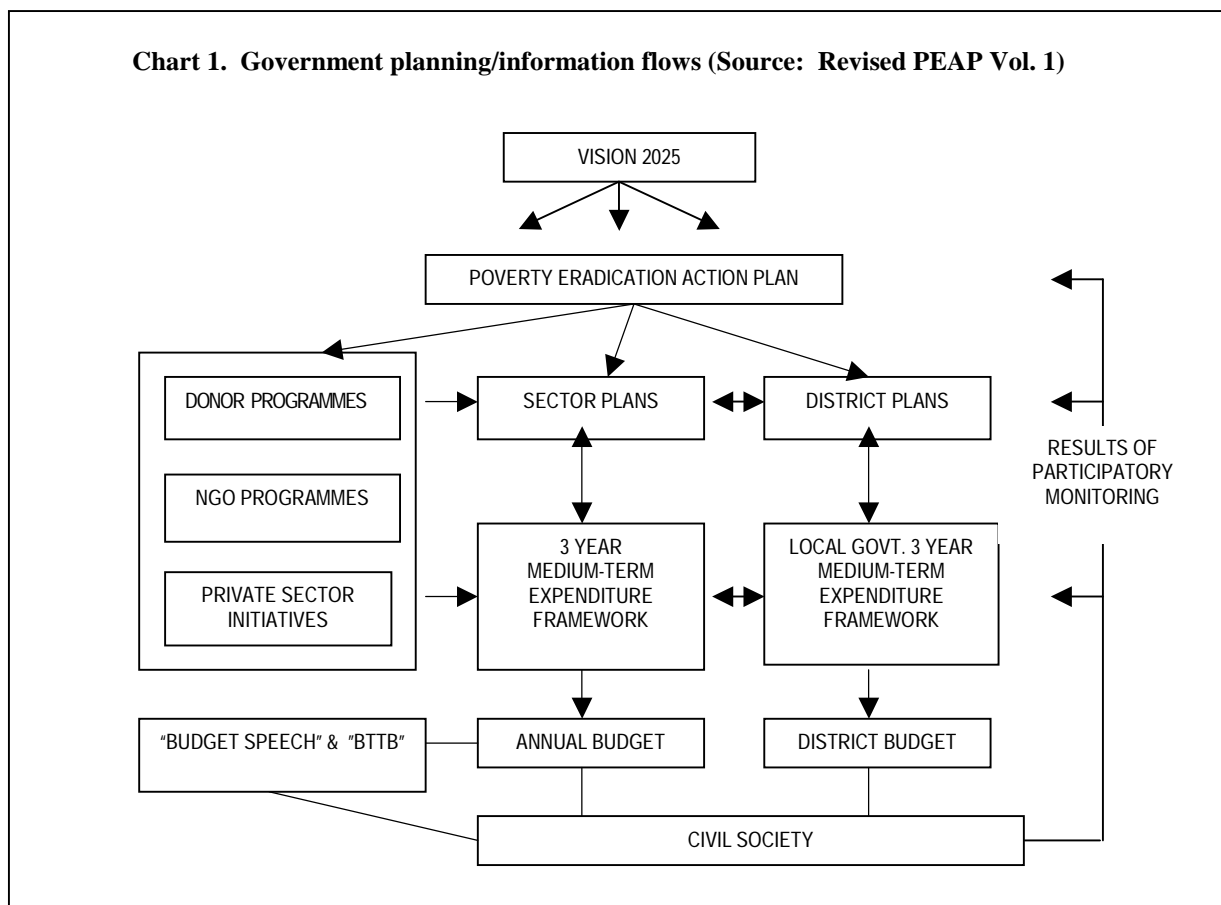 Chart 1. Government planning/information flows (Source: Revised PEAP Vol. 1)
VISION 2025
POVERTY ERADICATION ACTION PLAN
DONOR PROGRAMMES
SECTOR PLANS
DISTRICT PLANS
RESULTS OF
PARTICIPATORY
MONITORING
NGO PROGRAMMES
3 YEAR
MEDIUM-TERM
EXPENDITURE
FRAMEWORK
LOCAL GOVT. 3 YEAR
MEDIUM-TERM
EXPENDITURE
FRAMEWORK
PRIVATE SECTOR
INITIATIVES
“BUDGET SPEECH” & ”BTTB”
ANNUAL BUDGET
DISTRICT BUDGET
CIVIL SOCIETY